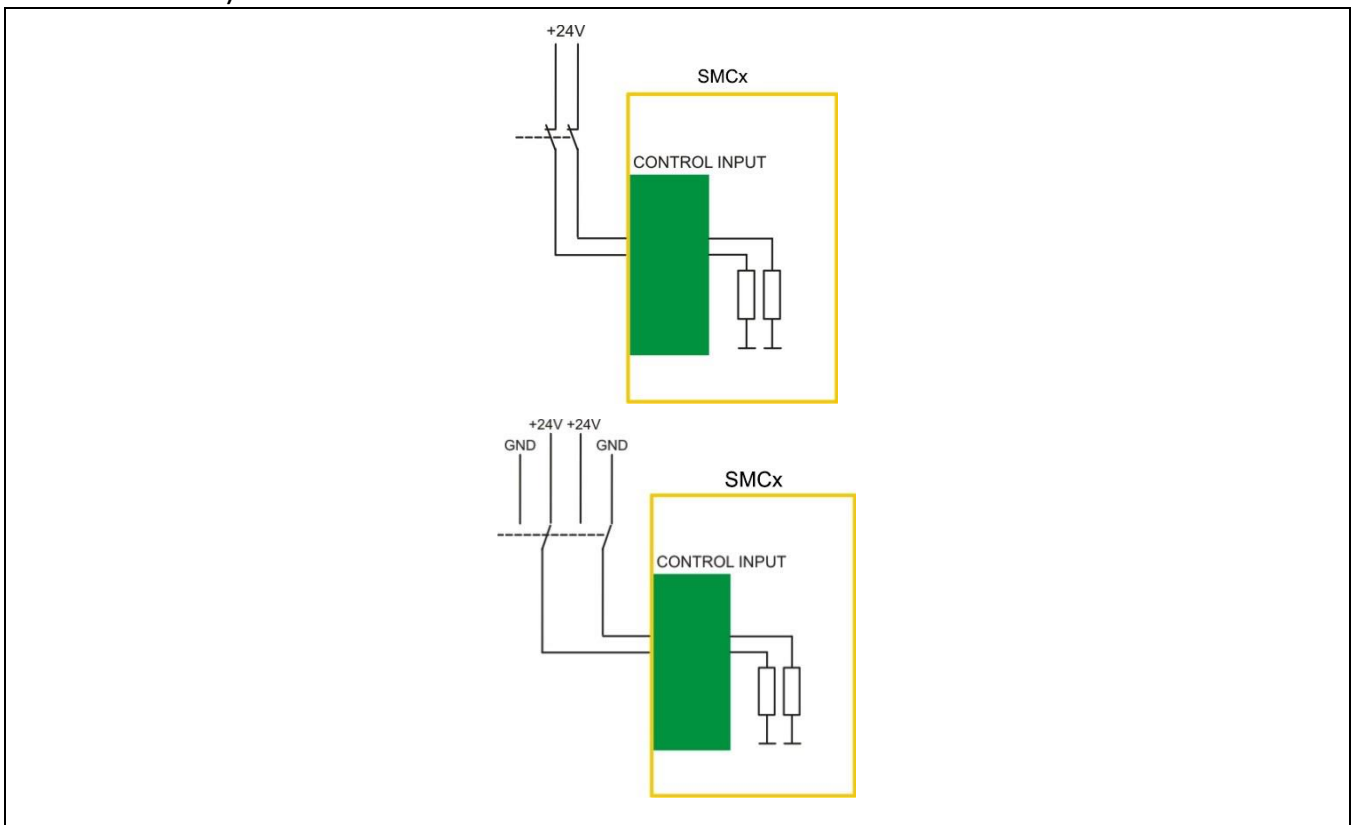 +24V
SMCx
CONTROL INPUT
+24V +24V
GND GND
SMCx
CONTROL INPUT